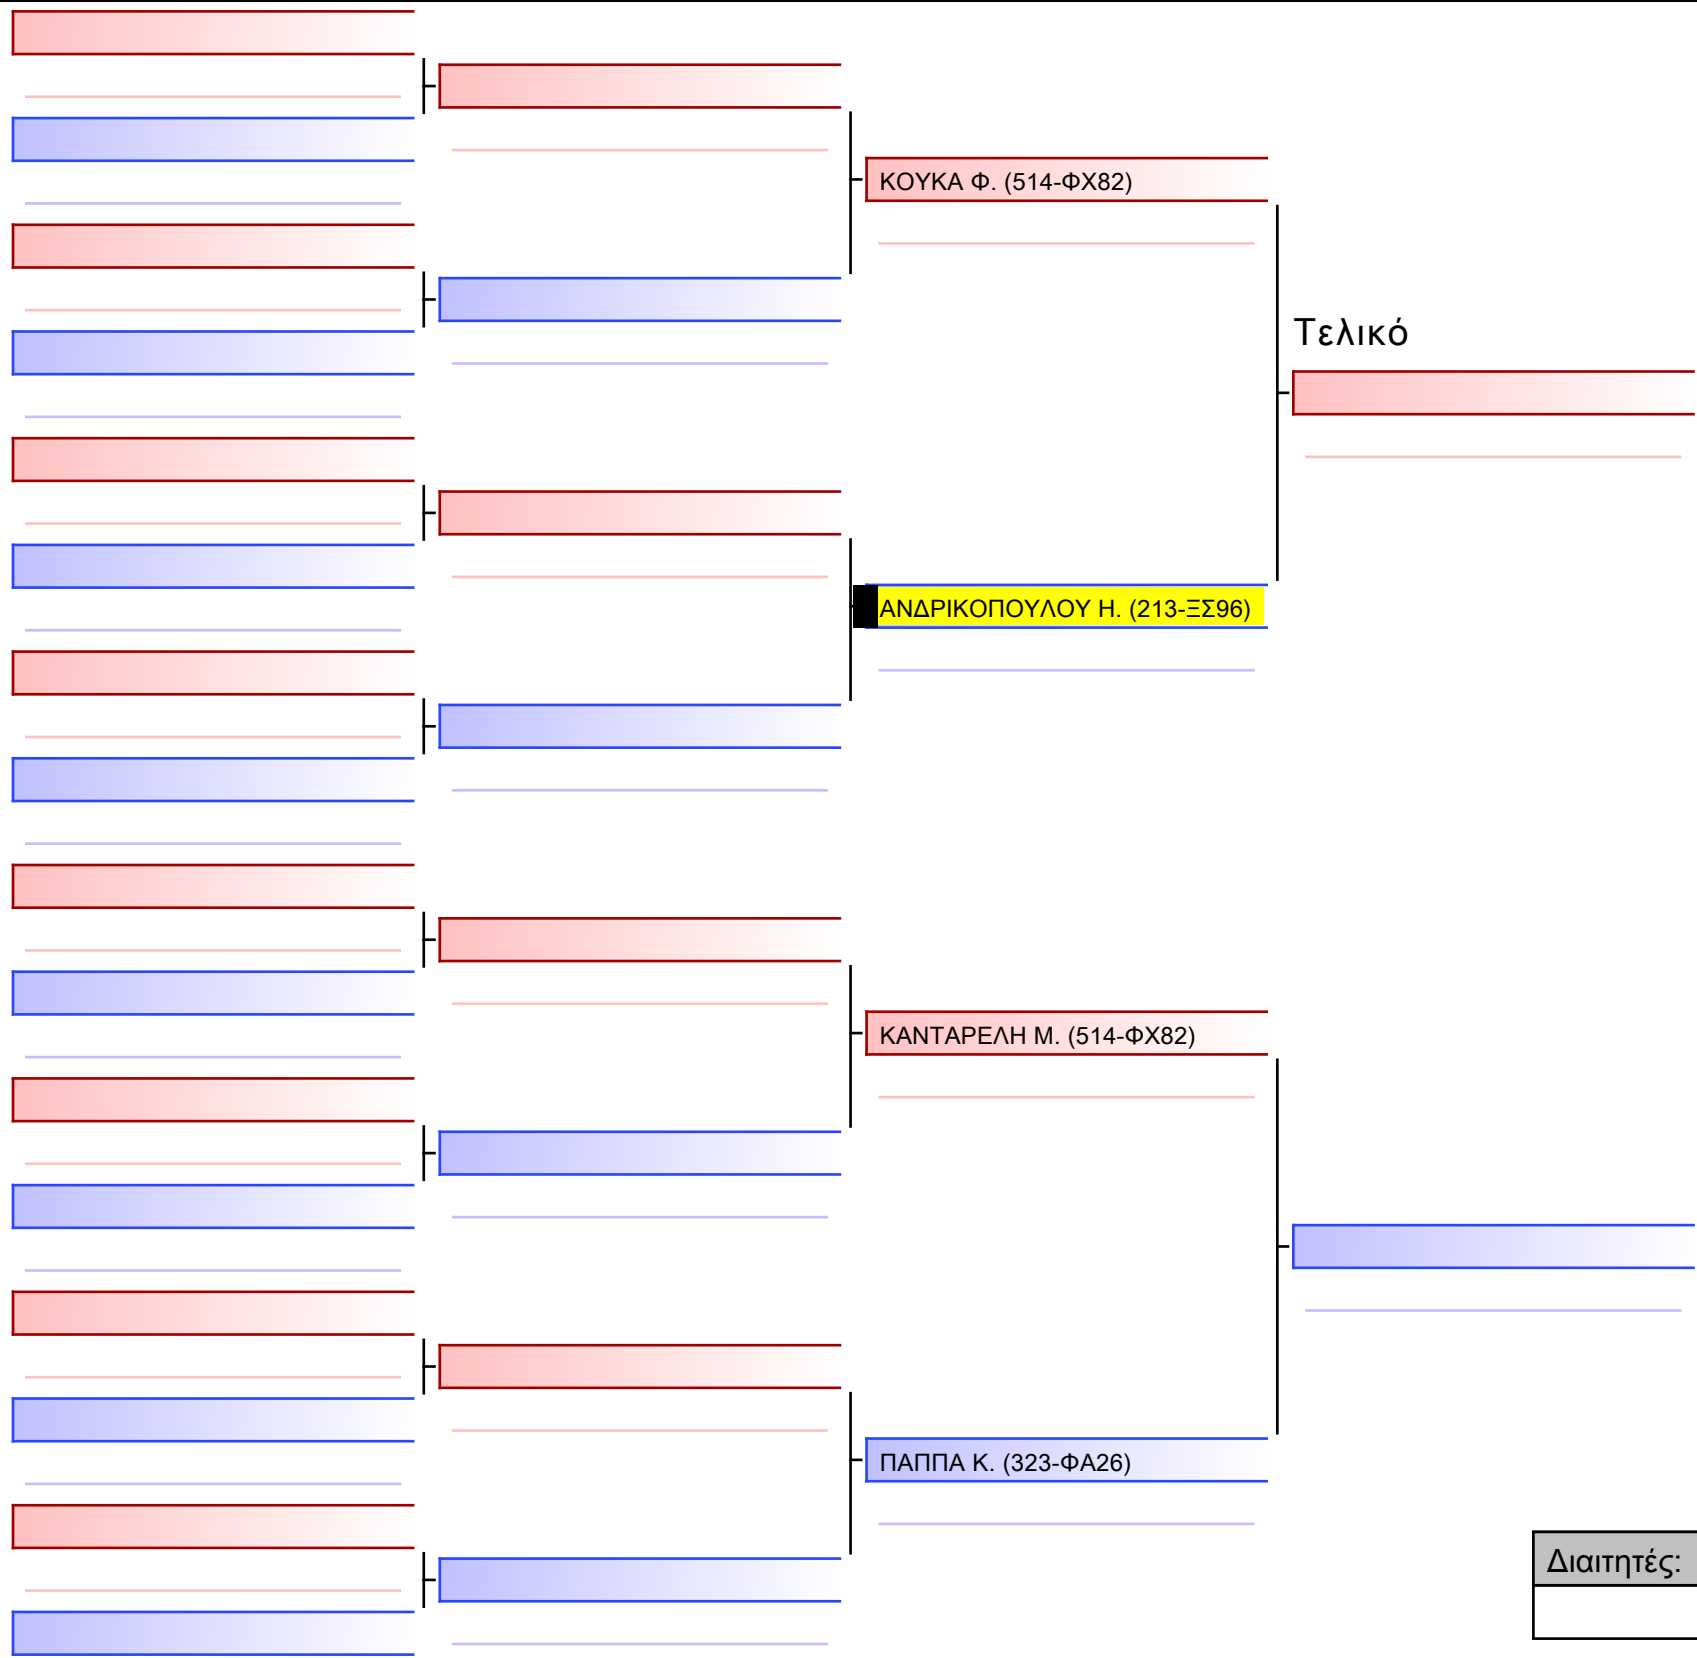 ΚΟΥΚΑ Φ. (514-ΦΧ82)
Τελικό
ΑΝΔΡΙΚΟΠΟΥΛΟΥ Η. (213-ΞΣ96)
ΚΑΝΤΑΡΕΛΗ Μ. (514-ΦΧ82)
ΠΑΠΠΑ Κ. (323-ΦΑ26)
Διαιτητές: